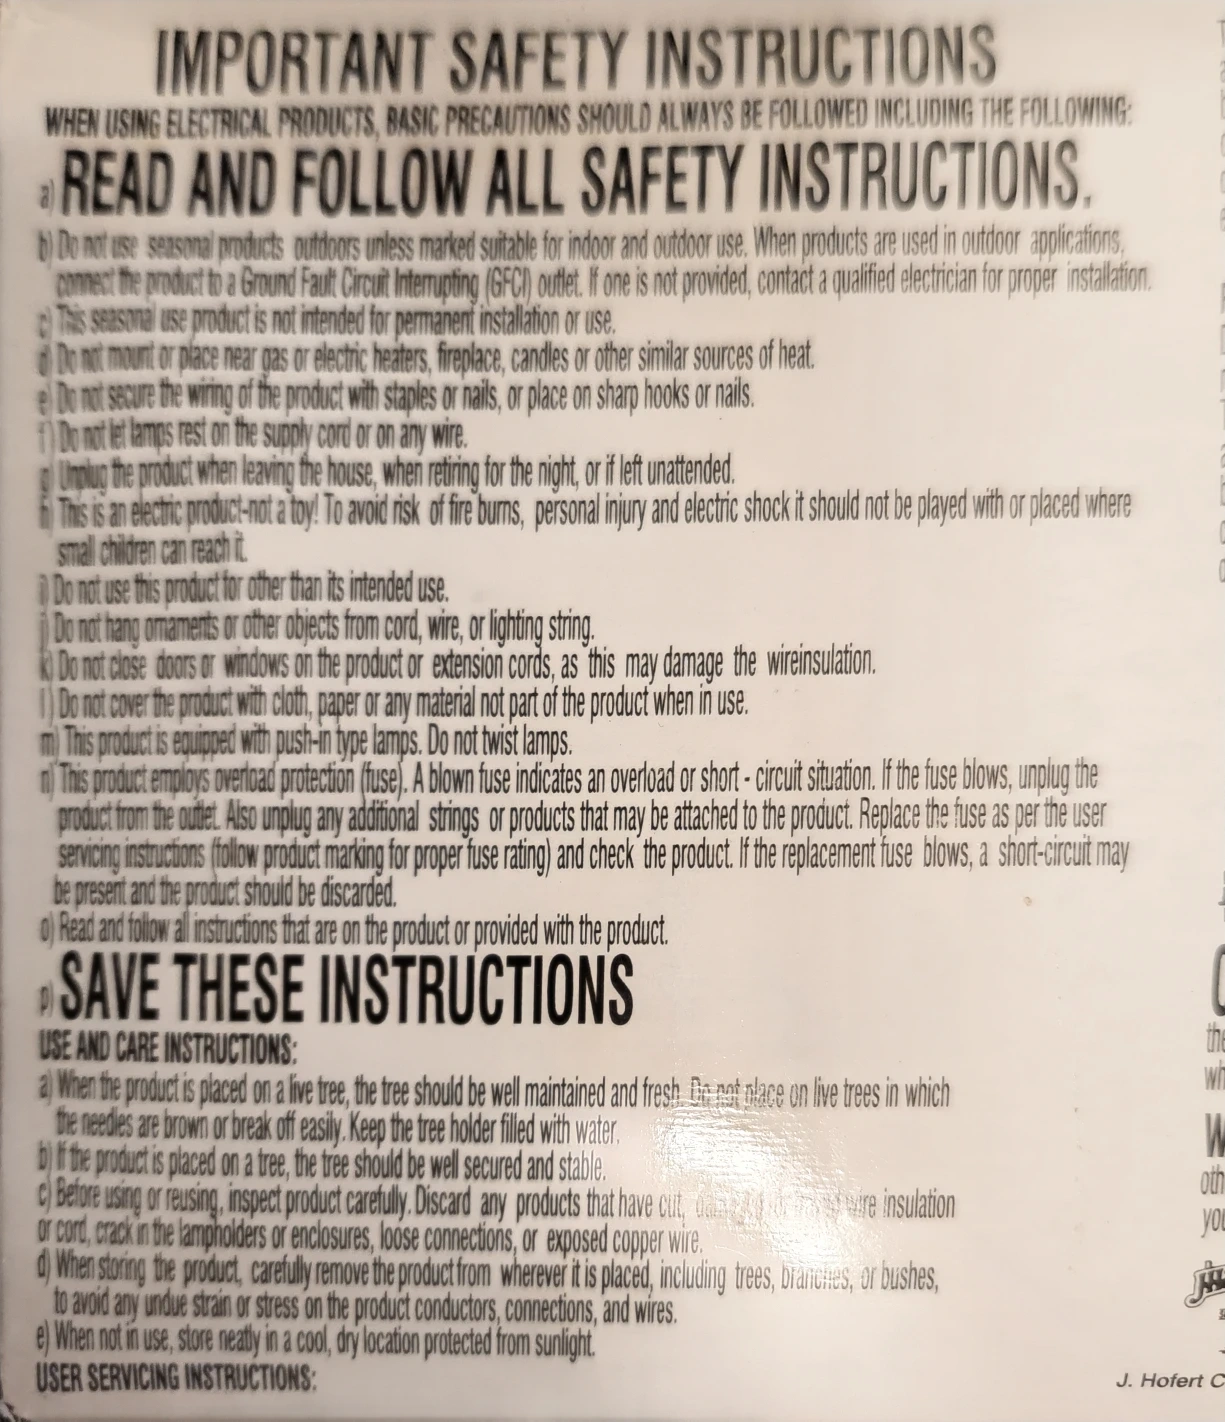 IMPORTANT SAFETY INSTRUCTIONS
WHEN USING ELECTRICAL PRODUCTS, BASIC PRECAUTIONS SHOULD ALWAYS BE FOLLOWED INCLUDING THE FOLLOWING:
a) READ AND FOLLOW ALL SAFETY INSTRUCTIONS.
b) Do not use seasonal products outdoors unless marked suitable for indoor and outdoor use. When products are used in outdoor applications,
connect the product to a Ground Fault Circuit Interrupting (GFCI) outlet. If one is not provided, contact a qualified electrician for proper installation.
c) This seasonal use product is not intended for permanent installation or use.
d) Do not mount or place near gas or electric heaters, fireplace, candles or other similar sources of heat.
e) Do not secure the wiring of the product with staples or nails, or place on sharp hooks or nails.
f) Do not let lamps rest on the supply cord or on any wire.
g) Unplug the product when leaving the house, when retiring for the night, or if left unattended.
h) This is an electric product-not a toy! To avoid risk of fire burns, personal injury and electric shock it should not be played with or placed where
small children can reach it.
i) Do not use this product for other than its intended use.
j) Do not hang ornaments or other objects from cord, wire, or lighting string.
k) Do not close doors or windows on the product or extension cords, as this may damage the wireinsulation.
l) Do not cover the product with cloth, paper or any material not part of the product when in use.
m) This product is equipped with push-in type lamps. Do not twist lamps.
n) This product employs overload protection (fuse). A blown fuse indicates an overload or short - circuit situation. If the fuse blows, unplug the
product from the outlet. Also unplug any additional strings or products that may be attached to the product. Replace the fuse as per the user
servicing instructions (follow product marking for proper fuse rating) and check the product. If the replacement fuse blows, a short-circuit may
be present and the product should be discarded.
o) Read and follow all instructions that are on the product or provided with the product.
p) SAVE THESE INSTRUCTIONS
USE AND CARE INSTRUCTIONS:
a) When the product is placed on a live tree, the tree should be well maintained and fresh. Do not place on live trees in which
the needles are brown or break off easily. Keep the tree holder filled with water.
b) If the product is placed on a tree, the tree should be well secured and stable.
c) Before using or reusing, inspect product carefully. Discard any products that have cut, wire insulation
or cord, crack in the lampholders or enclosures, loose connections, or exposed copper wire.
d) When storing the product, carefully remove the product from wherever it is placed, including trees, branches, or bushes,
to avoid any undue strain or stress on the product conductors, connections, and wires.
e) When not in use, store neatly in a cool, dry location protected from sunlight.
USER SERVICING INSTRUCTIONS:
the
wh
oth
you
J. Hofert C